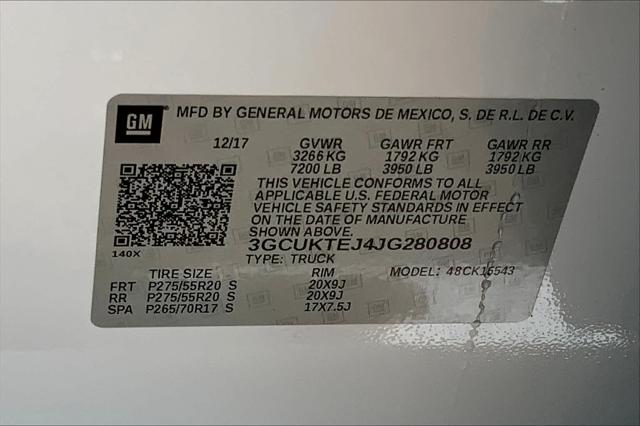 GM
MFD BY GENERAL MOTORS DE MEXICO, S. DE R.L. DE C.V.
12/17 GVWR GAWR FRT GAWR RR
3266 KG 1792 KG 1792 KG
7200 LB 3950 LB 3950 LB
THIS VEHICLE CONFORMS TO ALL
APPLICABLE U.S. FEDERAL MOTOR
VEHICLE SAFETY STANDARDS IN EFFECT
ON THE DATE OF MANUFACTURE
SHOWN ABOVE.
3GCUKTEJ4JG280808
140X
TYPE: TRUCK
TIRE SIZE RIM MODEL: 48CK15543
FRT P275/55R20 S 20X9J
RR P275/55R20 S 20X9J
SPA P265/70R17 S 17X7.5J